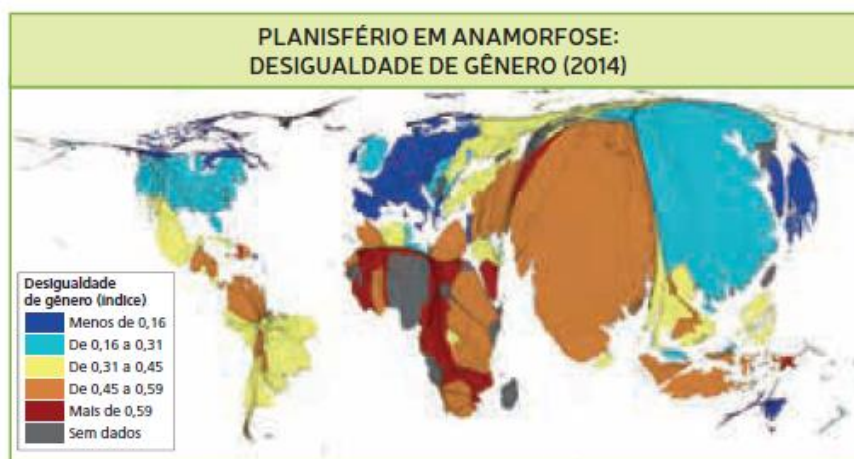 PLANISFÉRIO EM ANAMORFOSE:
DESIGUALDADE DE GÊNERO (2014)
Desigualdade
de gênero (índice)
Menos de 0,16
De 0,16 a 0,31
De 0,31 a 0,45
De 0,45 a 0,59
Mais de 0,59
Sem dados